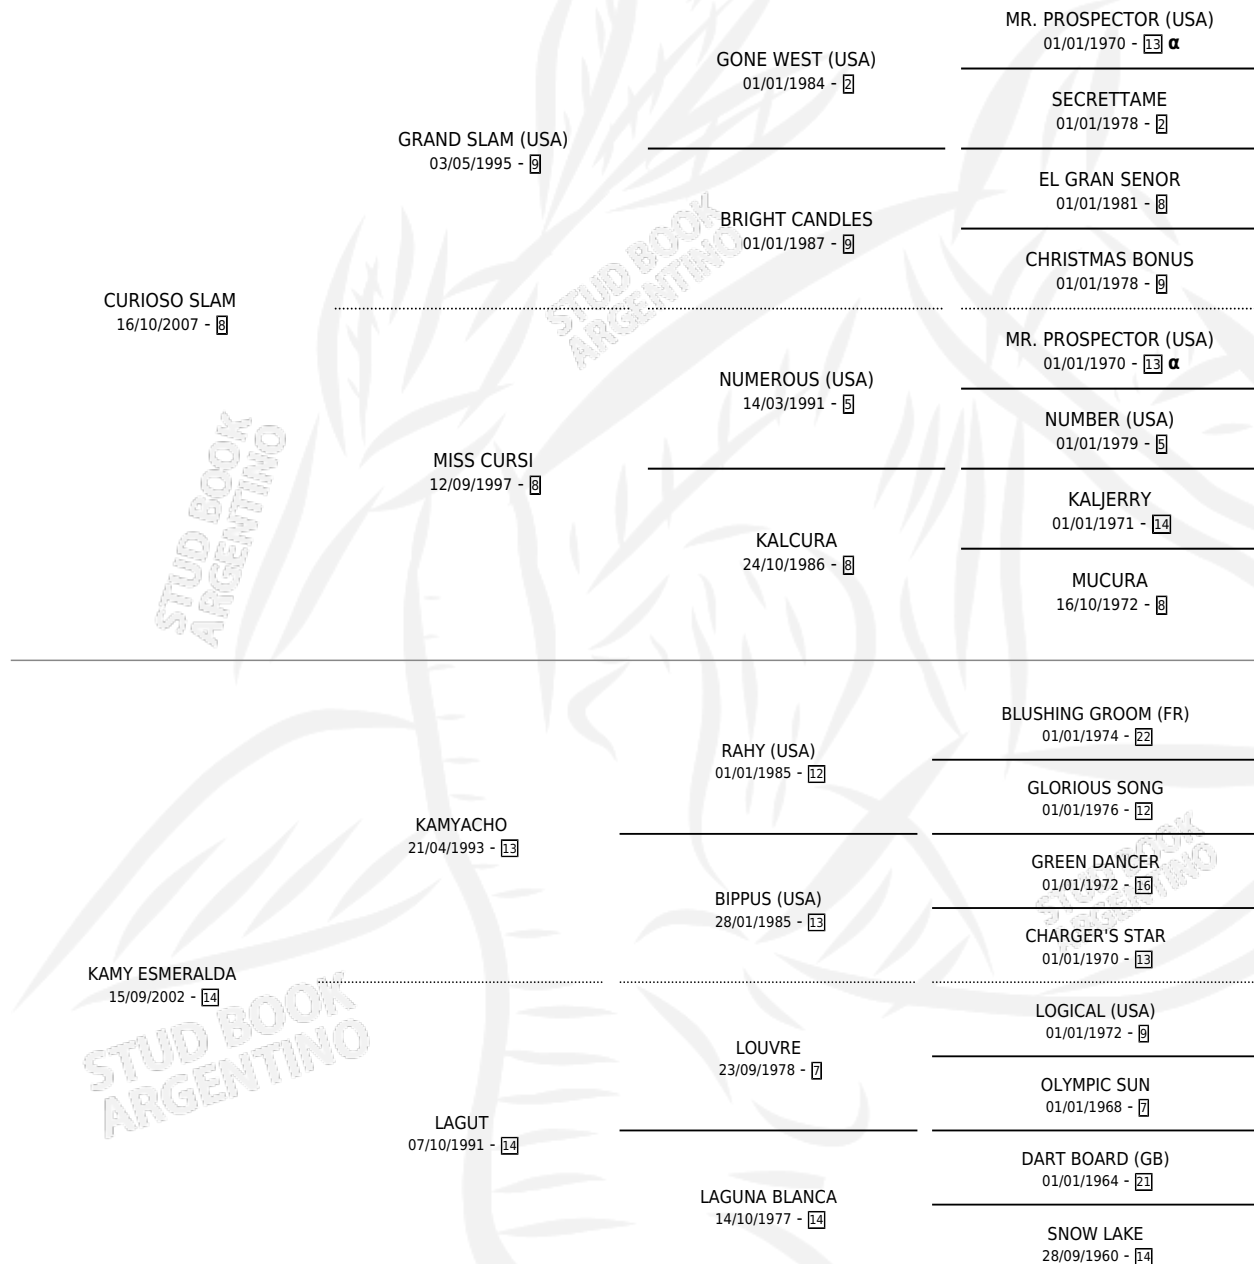 MR. PROSPECTOR (USA)
01/01/1970 - 13 α
GONE WEST (USA)
01/01/1984 - 2
SECRETTAME
01/01/1978 - 2
GRAND SLAM (USA)
03/05/1995 - 9
EL GRAN SENOR
01/01/1981 - 8
BRIGHT CANDLES
01/01/1987 - 9
CHRISTMAS BONUS
01/01/1978 - 9
CURIOSO SLAM
16/10/2007 - 8
MR. PROSPECTOR (USA)
01/01/1970 - 13 α
NUMEROUS (USA)
14/03/1991 - 5
NUMBER (USA)
01/01/1979 - 5
MISS CURSI
12/09/1997 - 8
KALJERRY
01/01/1971 - 14
KALCURA
24/10/1986 - 8
MUCURA
16/10/1972 - 8
BLUSHING GROOM (FR)
01/01/1974 - 22
RAHY (USA)
01/01/1985 - 12
GLORIOUS SONG
01/01/1976 - 12
KAMYACHO
21/04/1993 - 13
GREEN DANCER
01/01/1972 - 16
BIPPUS (USA)
28/01/1985 - 13
CHARGER'S STAR
01/01/1970 - 13
KAMY ESMERALDA
15/09/2002 - 14
LOGICAL (USA)
01/01/1972 - 9
LOUVRE
23/09/1978 - 7
OLYMPIC SUN
01/01/1968 - 7
LAGUT
07/10/1991 - 14
DART BOARD (GB)
01/01/1964 - 21
LAGUNA BLANCA
14/10/1977 - 14
SNOW LAKE
28/09/1960 - 14
STUD BOOK
ARGENTINO
STUD BOOK
ARGENTINO
STUD BOOK
ARGENTINO
STUD BOOK
ARGENTINO